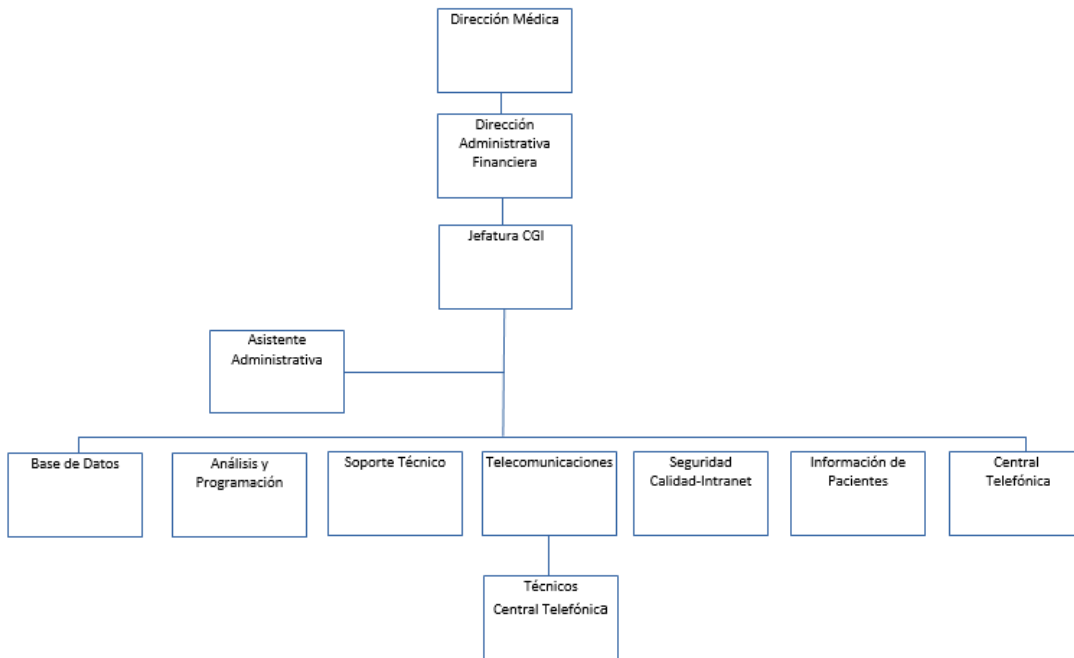 Dirección Médica
Dirección
Administrativa
Financiera
Jefatura CGI
Asistente
Administrativa
Base de Datos
Análisis y
Programación
Soporte Técnico
Telecomunicaciones
Seguridad
Calidad-Intranet
Información de
Pacientes
Central
Telefónica
Técnicos
Central Telefónica